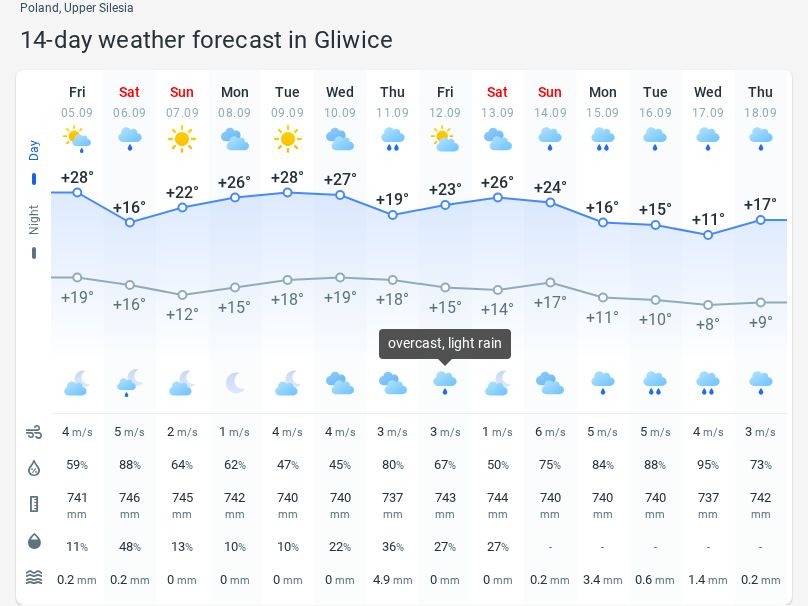 Poland, Upper Silesia
14-day weather forecast in Gliwice
Fri Sat Sun Mon Tue Wed Thu Fri Sat Sun Mon Tue Wed Thu
05.09 06.09 07.09 08.09 09.09 10.09 11.09 12.09 13.09 14.09 15.09 16.09 17.09 18.09
Day
+28° +16° +22° +26° +28° +27° +19° +23° +26° +24° +16° +15° +11° +17°
Night
+19° +16° +12° +15° +18° +19° +18° +15° +14° +17° +11° +10° +8° +9°
overcast, light rain
4 m/s 5 m/s 2 m/s 1 m/s 4 m/s 4 m/s 3 m/s 3 m/s 1 m/s 6 m/s 5 m/s 5 m/s 4 m/s 3 m/s
59% 88% 64% 62% 47% 45% 80% 67% 50% 75% 84% 88% 95% 73%
741 746 745 742 740 740 737 743 744 740 740 740 737 742
mm mm mm mm mm mm mm mm mm mm mm mm mm mm
11% 48% 13% 10% 10% 22% 36% 27% 27% - - - - -
0.2 mm 0.2 mm 0 mm 0 mm 0 mm 0 mm 4.9 mm 0 mm 0 mm 0.2 mm 3.4 mm 0.6 mm 1.4 mm 0.2 mm